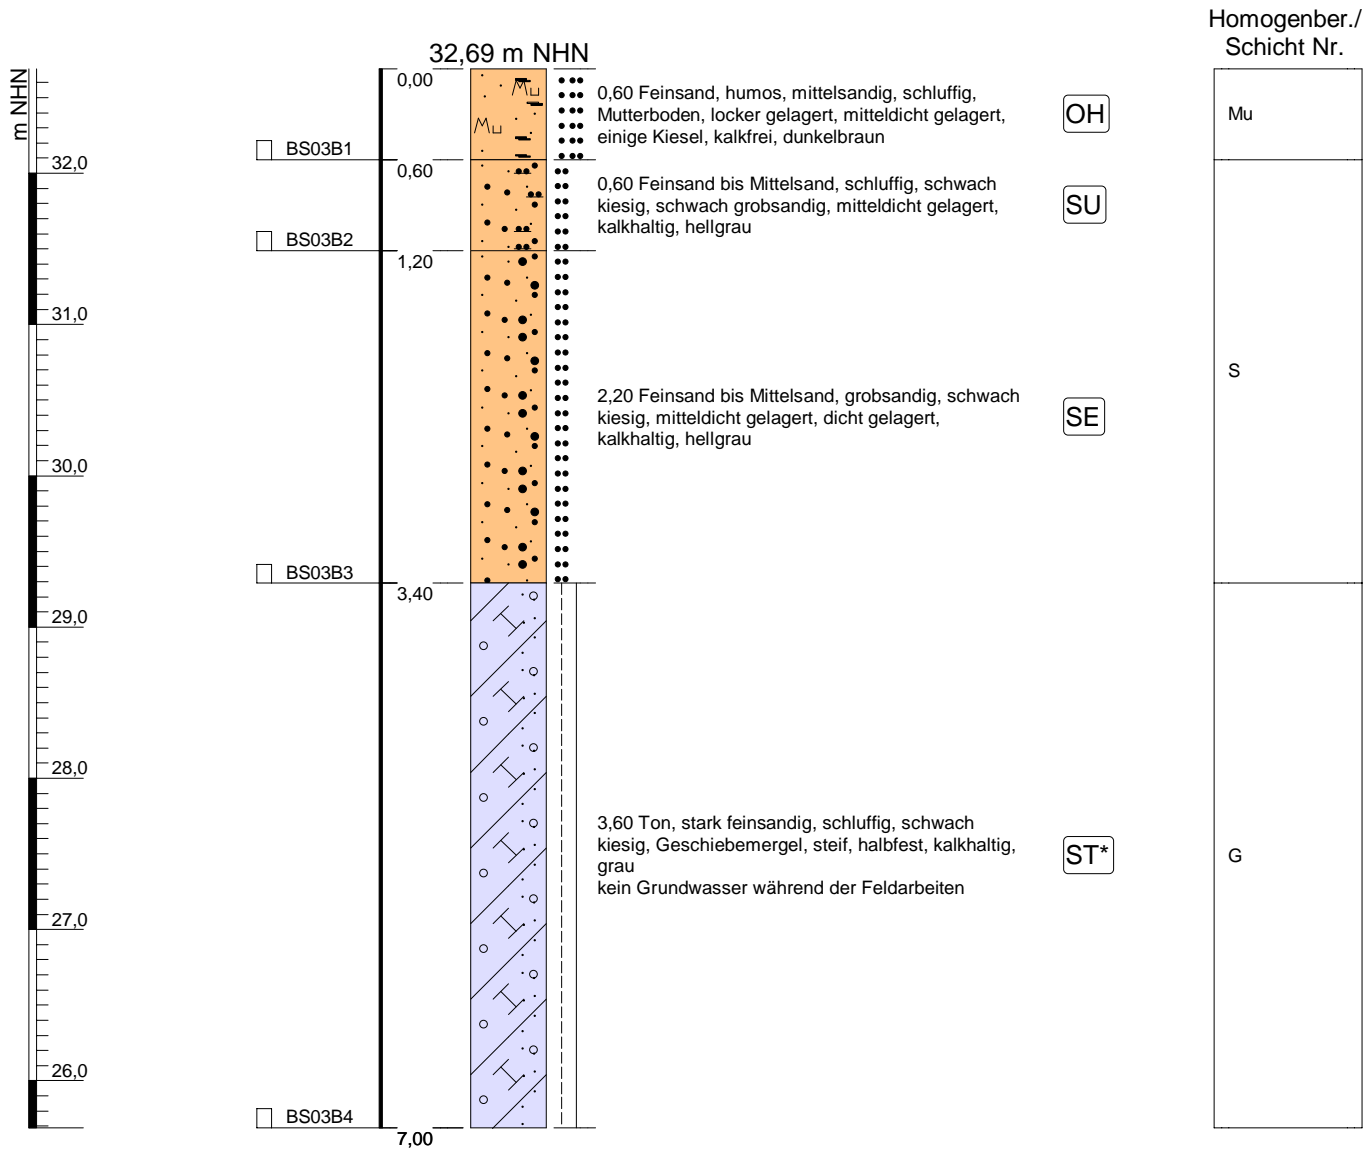 Homogenber./
Schicht Nr.
32,69 m NHN
m NHN
0,00
0,60 Feinsand, humos, mittelsandig, schluffig,
Mutterboden, locker gelagert, mitteldicht gelagert,
einige Kiesel, kalkfrei, dunkelbraun
OH
Mu
Mu
Mu
BS03B1
32,0
0,60
0,60 Feinsand bis Mittelsand, schluffig, schwach
kiesig, schwach grobsandig, mitteldicht gelagert,
kalkhaltig, hellgrau
SU
BS03B2
1,20
31,0
2,20 Feinsand bis Mittelsand, grobsandig, schwach
kiesig, mitteldicht gelagert, dicht gelagert,
kalkhaltig, hellgrau
SE
S
30,0
BS03B3
3,40
29,0
28,0
3,60 Ton, stark feinsandig, schluffig, schwach
kiesig, Geschiebemergel, steif, halbfest, kalkhaltig,
grau
kein Grundwasser während der Feldarbeiten
ST*
G
27,0
26,0
BS03B4
7,00